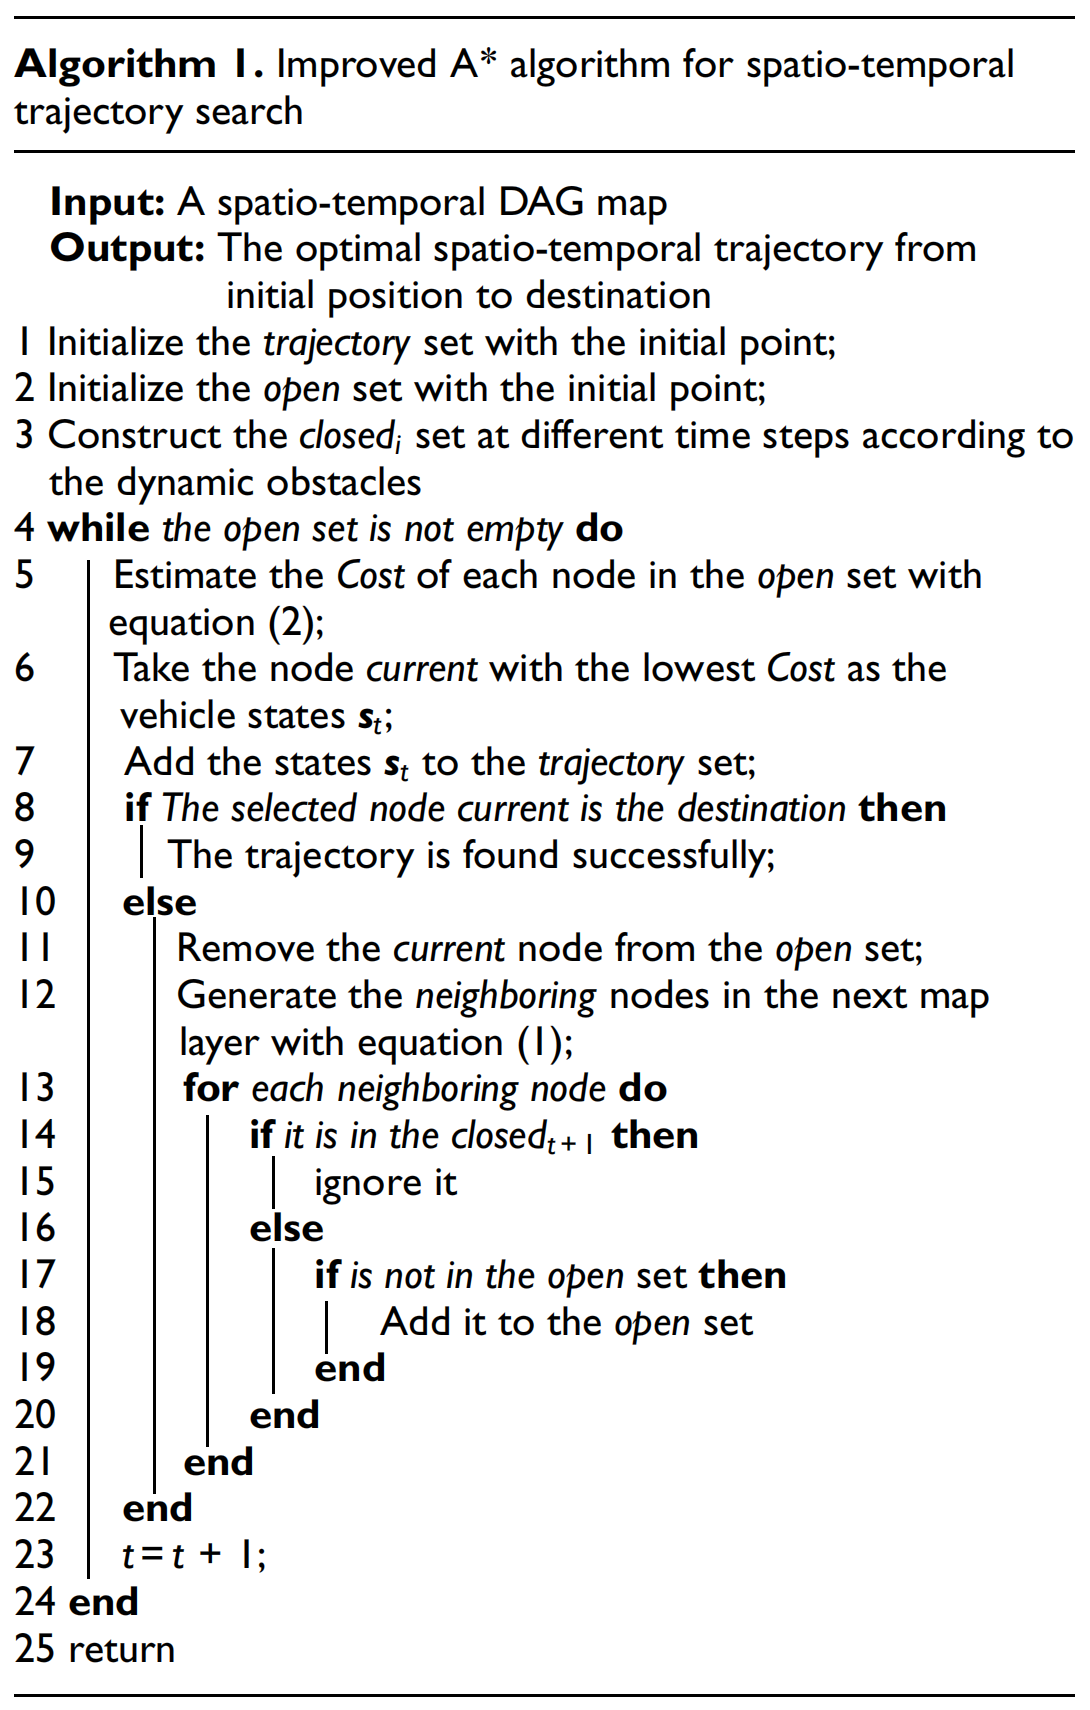 Algorithm 1. Improved A* algorithm for spatio-temporal
trajectory search
Input: A spatio-temporal DAG map
Output: The optimal spatio-temporal trajectory from
initial position to destination
1 Initialize the trajectory set with the initial point;
2 Initialize the open set with the initial point;
3 Construct the closed_i set at different time steps according to
the dynamic obstacles
4 while the open set is not empty do
5 Estimate the Cost of each node in the open set with
equation (2);
6 Take the node current with the lowest Cost as the
vehicle states s_t;
7 Add the states s_t to the trajectory set;
8 if The selected node current is the destination then
9 The trajectory is found successfully;
10 else
11 Remove the current node from the open set;
12 Generate the neighboring nodes in the next map
layer with equation (1);
13 for each neighboring node do
14 if it is in the closed_{t+1} then
15 ignore it
16 else
17 if is not in the open set then
18 Add it to the open set
19 end
20 end
21 end
22 end
23 t = t + 1;
24 end
25 return